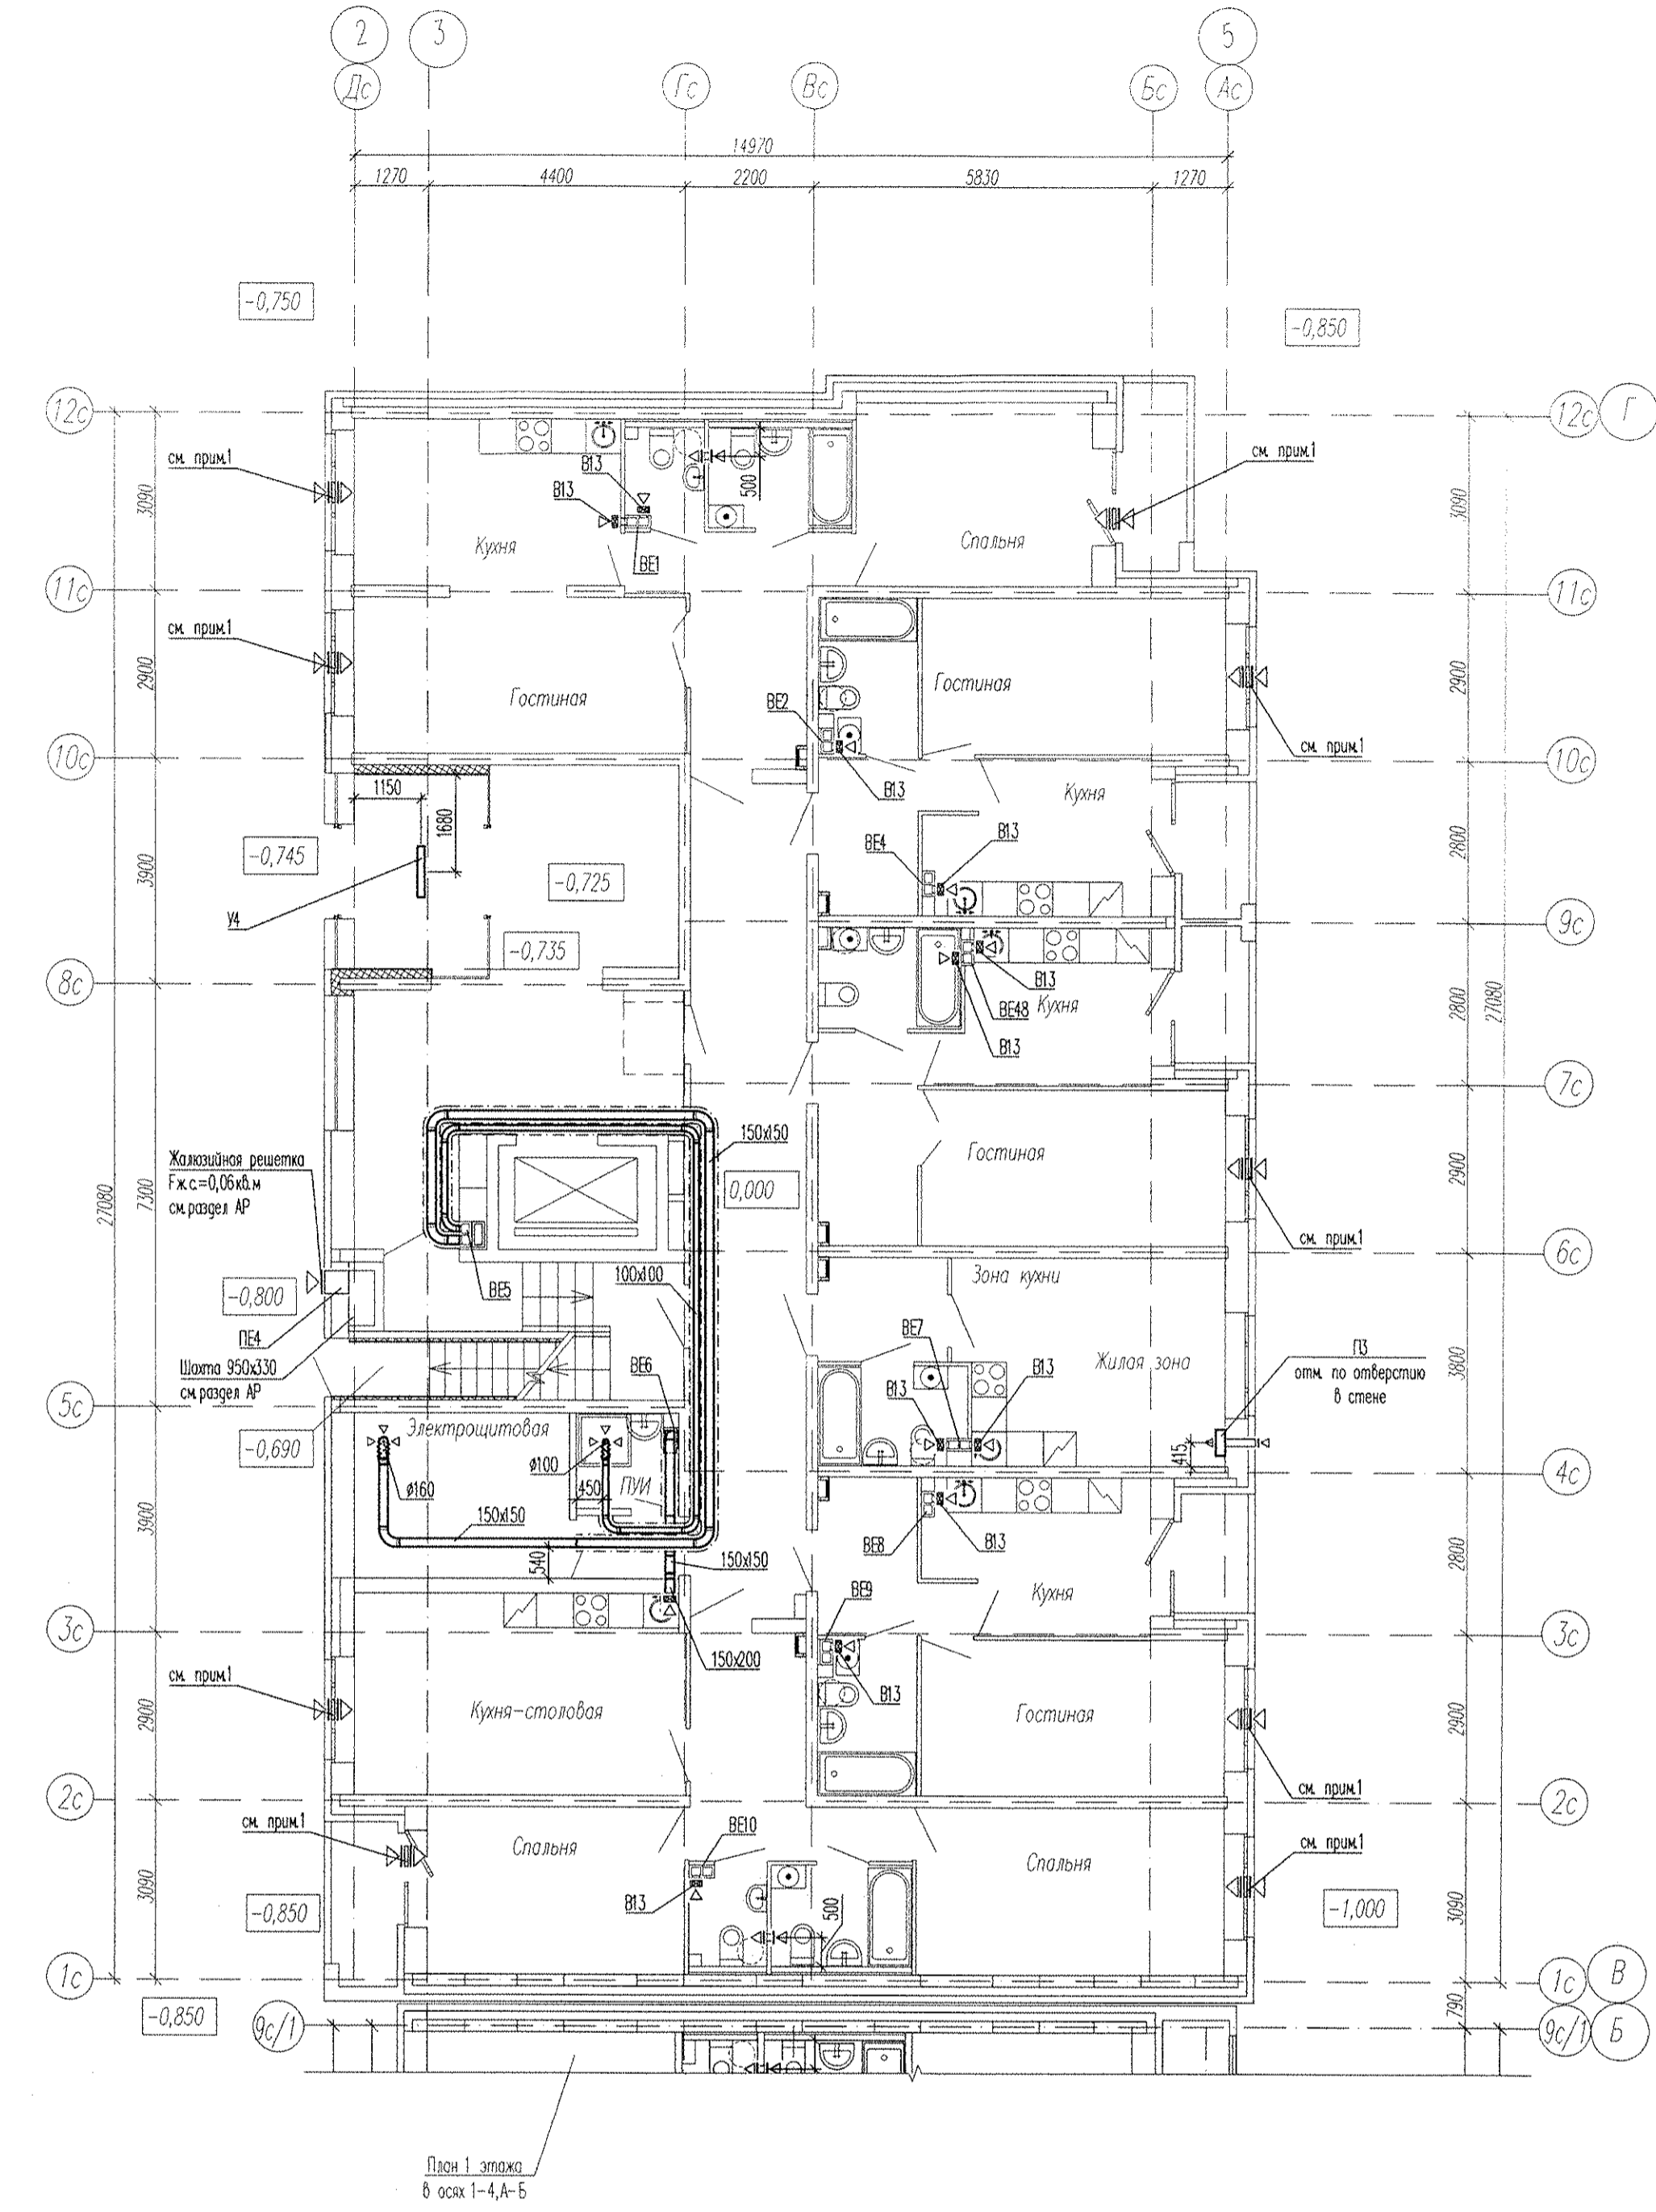 2
3
5
Дс
Гс
Вс
Бс
Ас
14970
1270
4400
2200
5830
1270
-0,750
-0,850
12с
12с
Г
см. прим.1
В13
В13
500
см. прим.1
3090
3090
Кухня
Спальня
ВЕ1
11с
11с
см. прим.1
2900
2900
Гостиная
Гостиная
ВЕ2
см. прим.1
10с
10с
1150
В13
Кухня
1680
-0,745
3900
В13
2800
ВЕ4
-0,725
У4
9с
-0,735
8с
В13
Кухня
ВЕ48
2800
27080
В13
7с
150х150
Жалюзийная решетка
Fж.с.=0,06кв.м
см.раздел АР
Гостиная
0,000
2900
27080
7300
см. прим.1
6с
100х100
Зона кухни
-0,800
ВЕ5
ПЕ4
ВЕ7
Шахта 950х330
см.раздел АР
ВЕ6
В13
Жилая зона
П3
отм. по отверстию
в стене
3800
В13
5с
Электрощитовая
-0,690
ø100
415
ø160
450
ПУИ
4с
150х150
3900
540
150х150
ВЕ8
В13
2800
ВЕ9
Кухня
3с
3с
150х200
см. прим.1
В13
2900
Кухня-столовая
Гостиная
2900
см. прим.1
2с
2с
см. прим.1
ВЕ10
Спальня
Спальня
см. прим.1
3090
В13
500
-0,850
-1,000
3090
1с
1с
В
-0,850
9с/1
790
9с/1
Б
План 1 этажа
в осях 1-4,А-Б